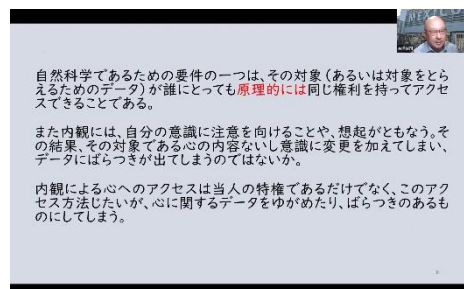 自然科学であるための要件の一つは、その対象（あるいは対象をとら
えるためのデータ）が誰にとっても原理的には同じ権利を持ってアクセ
スできることである。
また内観には、自分の意識に注意を向けることや、想起がともなう。そ
の結果、その対象である心の内容ないし意識に変更を加えてしまい、
データにばらつきが出てしまうのではないか。
内観による心へのアクセスは当人の特権であるだけでなく、このアク
セス方法じたいが、心に関するデータをゆがめたり、ばらつきのあるも
のにしてしまう。
MEXICO